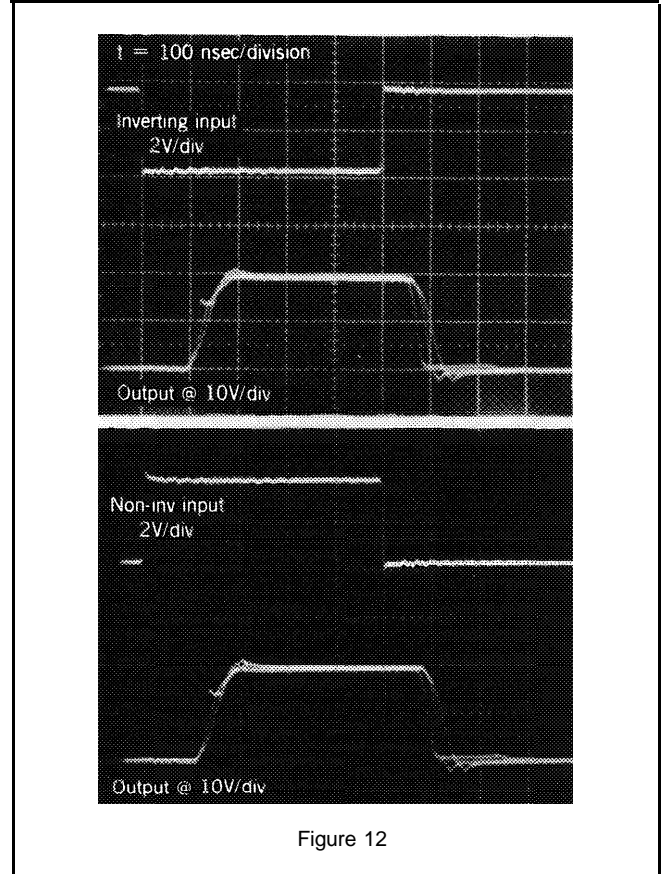 t = 100 nsec/division
Inverting input
2V/div
Output @ 10V/div
Non-inv input
2V/div
Output @ 10V/div
Figure 12